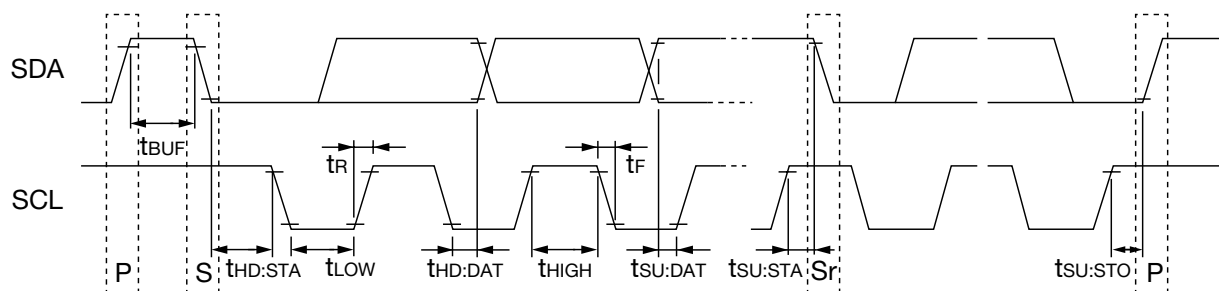 SDA
tBUF
tR
tF
SCL
P
S
tHD:STA
tLOW
tHD:DAT
tHIGH
tSU:DAT
tSU:STA
Sr
tSU:STO
P